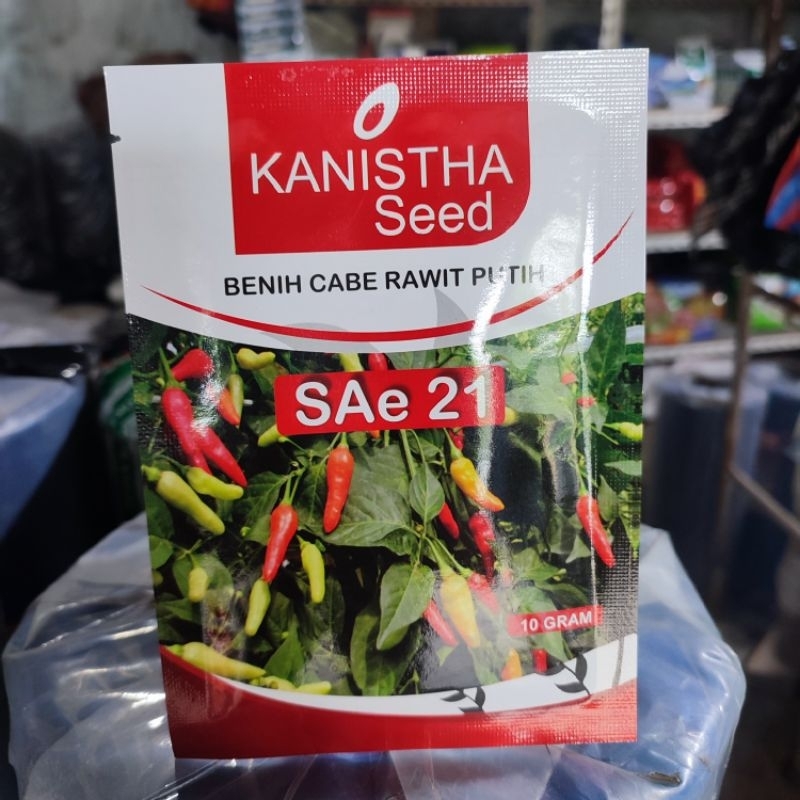 KANISTHA
Seed
BENIH CABE RAWIT PUTIH
SAe 21
10 GRAM